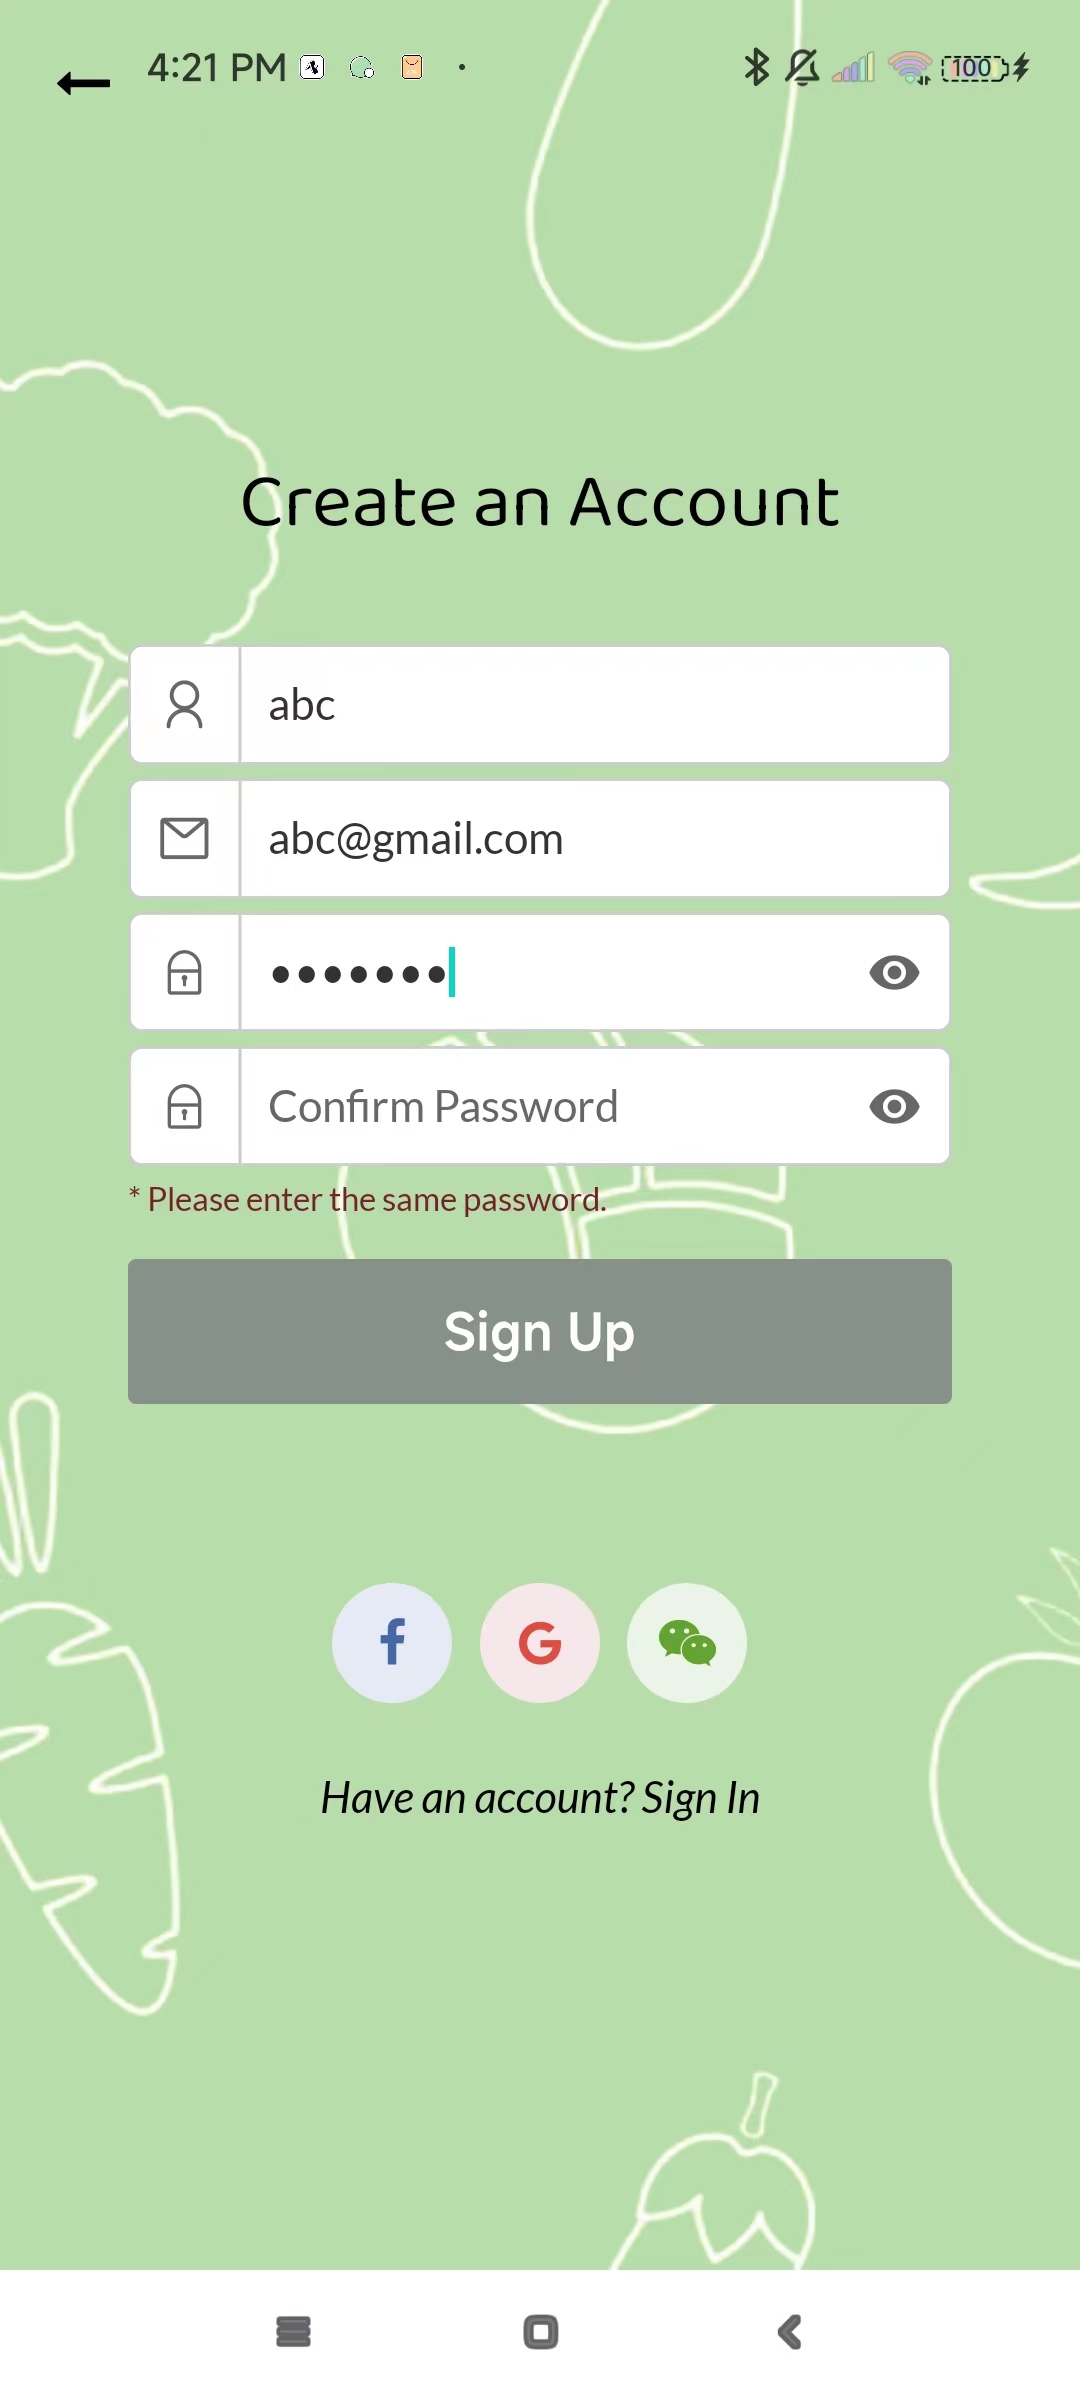 4:21 PM
100
Create an Account
abc
abc@gmail.com
•••••••
Confirm Password
* Please enter the same password.
Sign Up
Have an account? Sign In